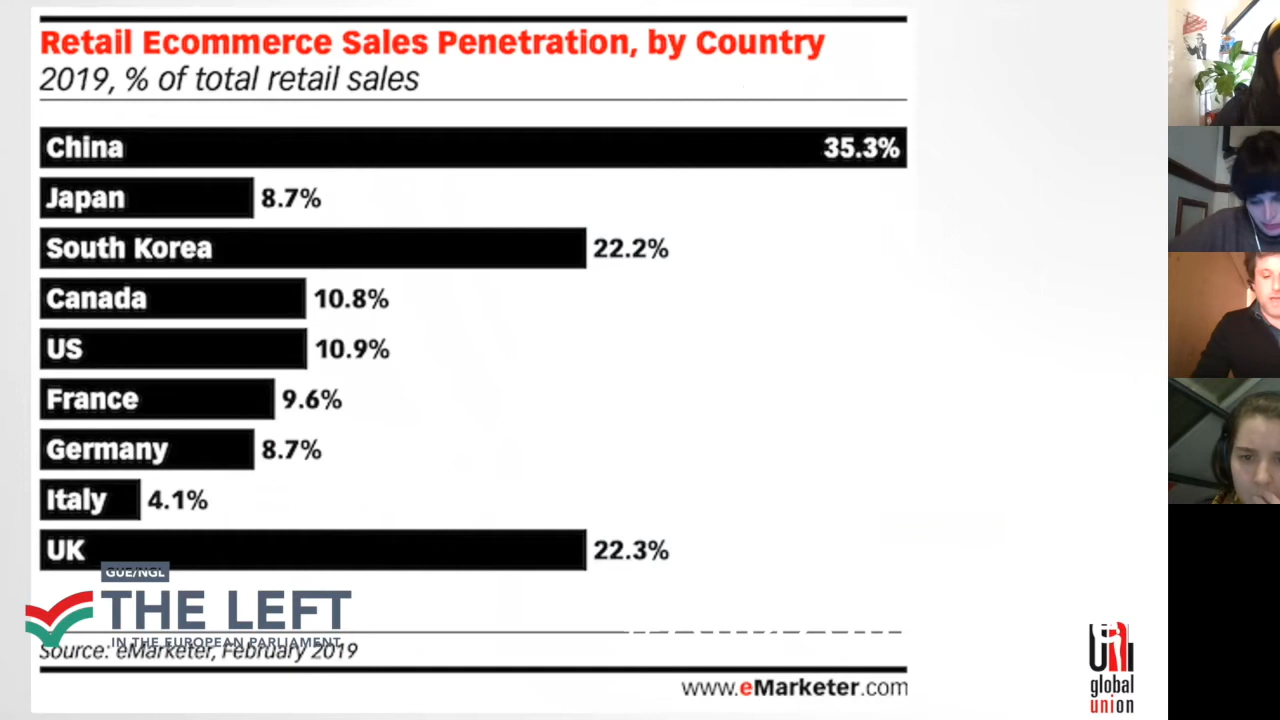 Retail Ecommerce Sales Penetration, by Country
2019, % of total retail sales
China 35.3%
Japan 8.7%
South Korea 22.2%
Canada 10.8%
US 10.9%
France 9.6%
Germany 8.7%
Italy 4.1%
UK 22.3%
GUE/NGL
THE LEFT
IN THE EUROPEAN PARLIAMENT
Source: eMarketer, February 2019
www.eMarketer.com
UNI
global
union